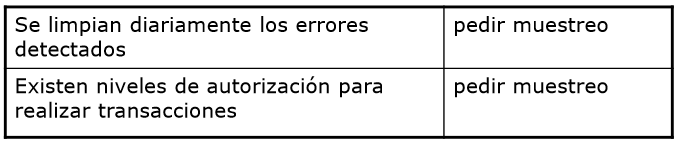 Se limpian diariamente los errores
detectados
pedir muestreo
Existen niveles de autorización para
realizar transacciones
pedir muestreo